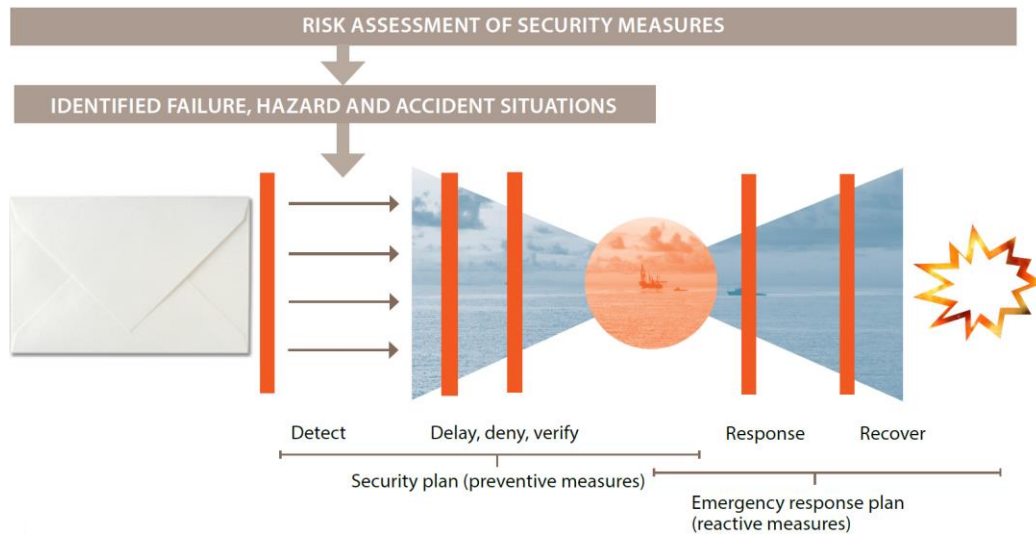 RISK ASSESSMENT OF SECURITY MEASURES
IDENTIFIED FAILURE, HAZARD AND ACCIDENT SITUATIONS
Detect
Delay, deny, verify
Response
Recover
Security plan (preventive measures)
Emergency response plan
(reactive measures)